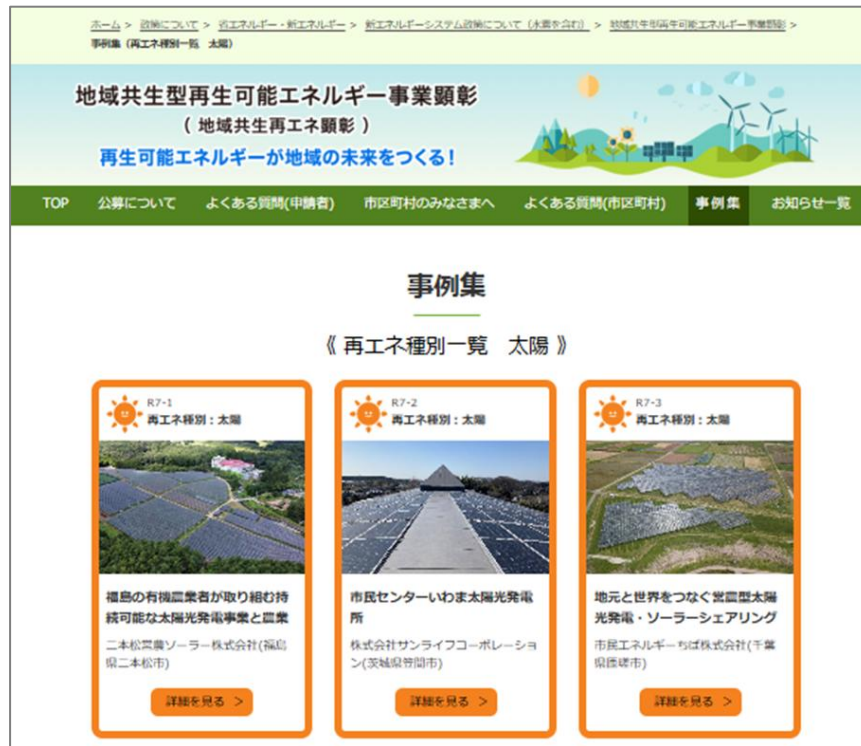 ホーム > 政策について > 省エネルギー・新エネルギー > 新エネルギーシステム政策について（水素を含む） > 地域共生型再生可能エネルギー事業顕彰 >
事例集（再エネ種別一覧 太陽）
地域共生型再生可能エネルギー事業顕彰
（ 地域共生再エネ顕彰 ）
再生可能エネルギーが地域の未来をつくる！
TOP 公募について よくある質問(申請者) 市区町村のみなさまへ よくある質問(市区町村) 事例集 お知らせ一覧
事例集
《 再エネ種別一覧　太陽 》
R7-1
再エネ種別：太陽
福島の有機農業者が取り組む持
続可能な太陽光発電事業と農業
二本松営農ソーラー株式会社(福島
県二本松市)
詳細を見る >
R7-2
再エネ種別：太陽
市民センターいわま太陽光発電
所
株式会社サンライフコーポレーショ
ン(茨城県笠間市)
詳細を見る >
R7-3
再エネ種別：太陽
地元と世界をつなぐ営農型太陽
光発電・ソーラーシェアリング
市民エネルギーちば株式会社(千葉
県匝瑳市)
詳細を見る >